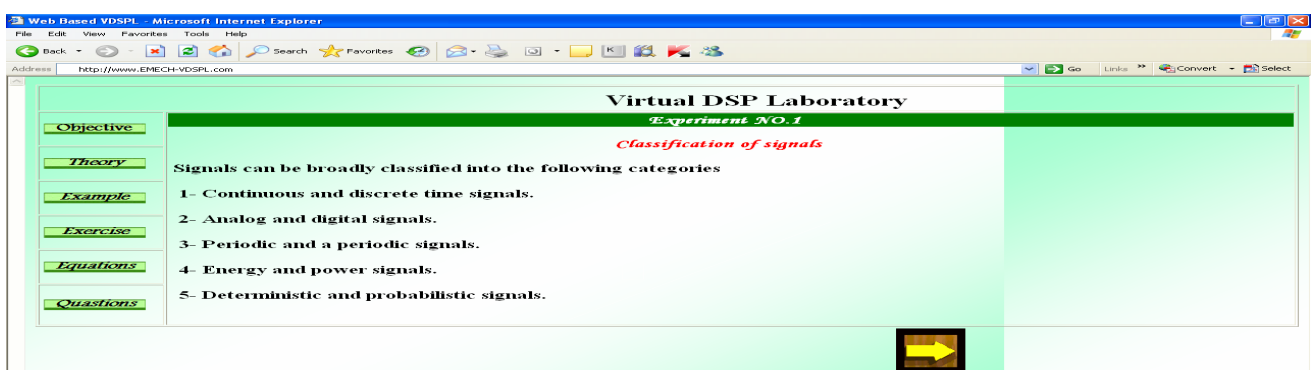 Web Based VDSPL - Microsoft Internet Explorer
File Edit View Favorites Tools Help
Back Search Favorites
Address http://www.EMECH-VDSPL.com Go Links » Convert Select
Virtual DSP Laboratory
Experiment NO.1
Classification of signals
Objective
Theory
Example
Exercise
Equations
Quastions
Signals can be broadly classified into the following categories
1- Continuous and discrete time signals.
2- Analog and digital signals.
3- Periodic and a periodic signals.
4- Energy and power signals.
5- Deterministic and probabilistic signals.